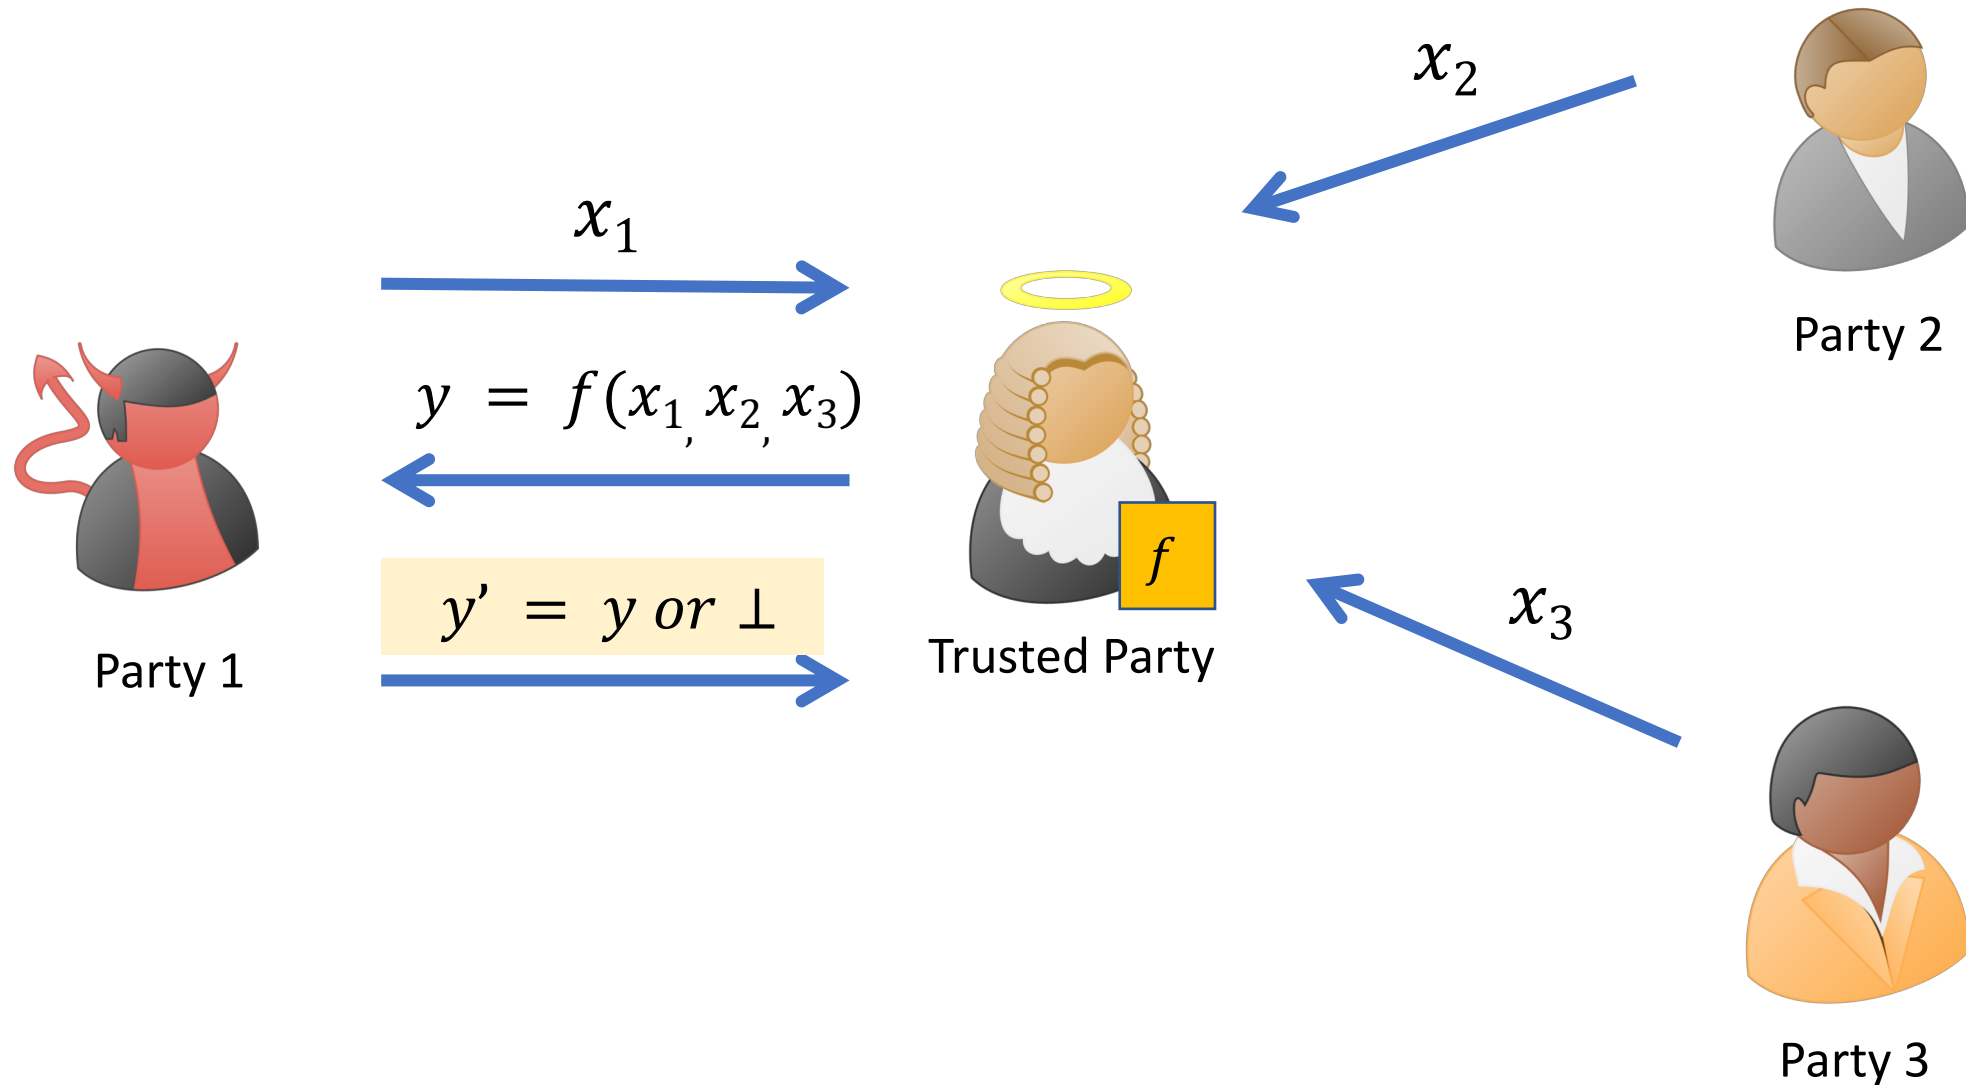 x₂
Party 2
x₁
y = f(x₁, x₂, x₃)
f
y’ = y or ⊥
Party 1
Trusted Party
x₃
Party 3